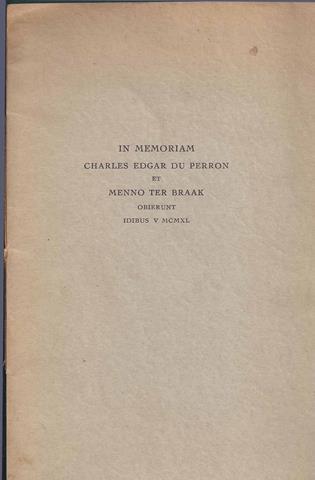 IN MEMORIAM
CHARLES EDGAR DU PERRON
ET
MENNO TER BRAAK
OBIERUNT
IDIBUS V MCMXL